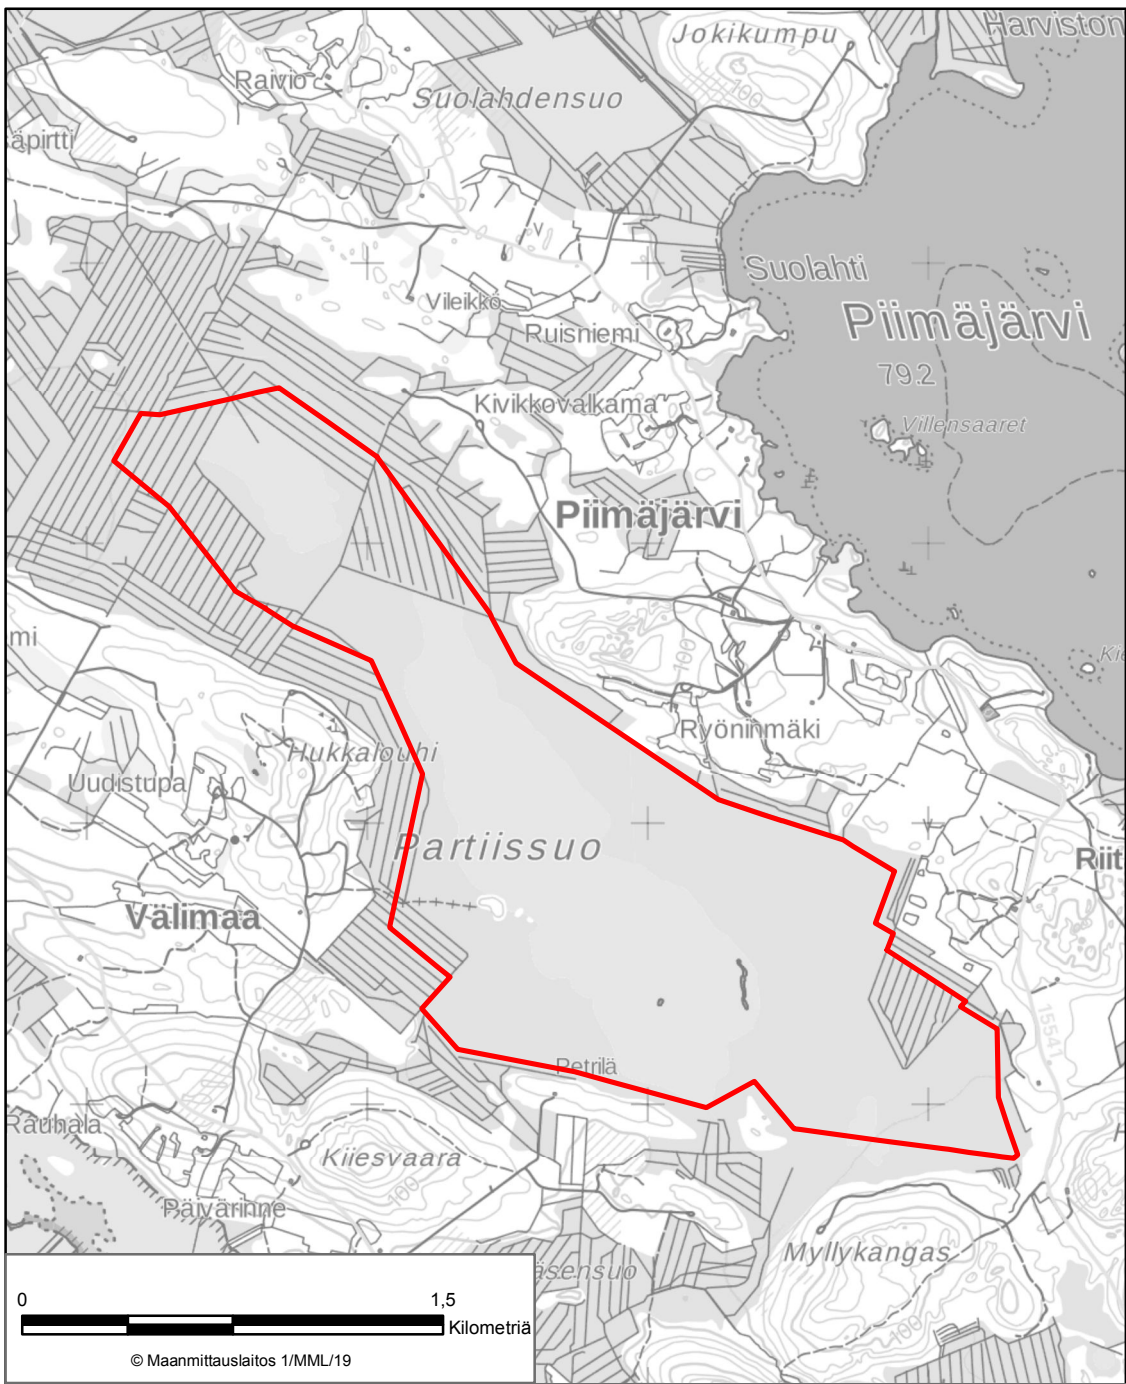 Harviston
Jokikumpu
Raivio
100
Suolahdensuo
äpirtti
V
Suolahti
Vileikkö
Piimäjärvi
Ruisniemi
79.2
Kivikkovalkama
Villensaaret
Piimäjärvi
mi
100
Ryöninmäki
Hukkalouhi
Uudistupa
Partiissuo
Riit
Välimaa
15541
Petrilä
Rauhala
Kiiesvaara
100
Päivärinne
Myllykangas
äsensuo
0 1,5
Kilometriä
100
© Maanmittauslaitos 1/MML/19